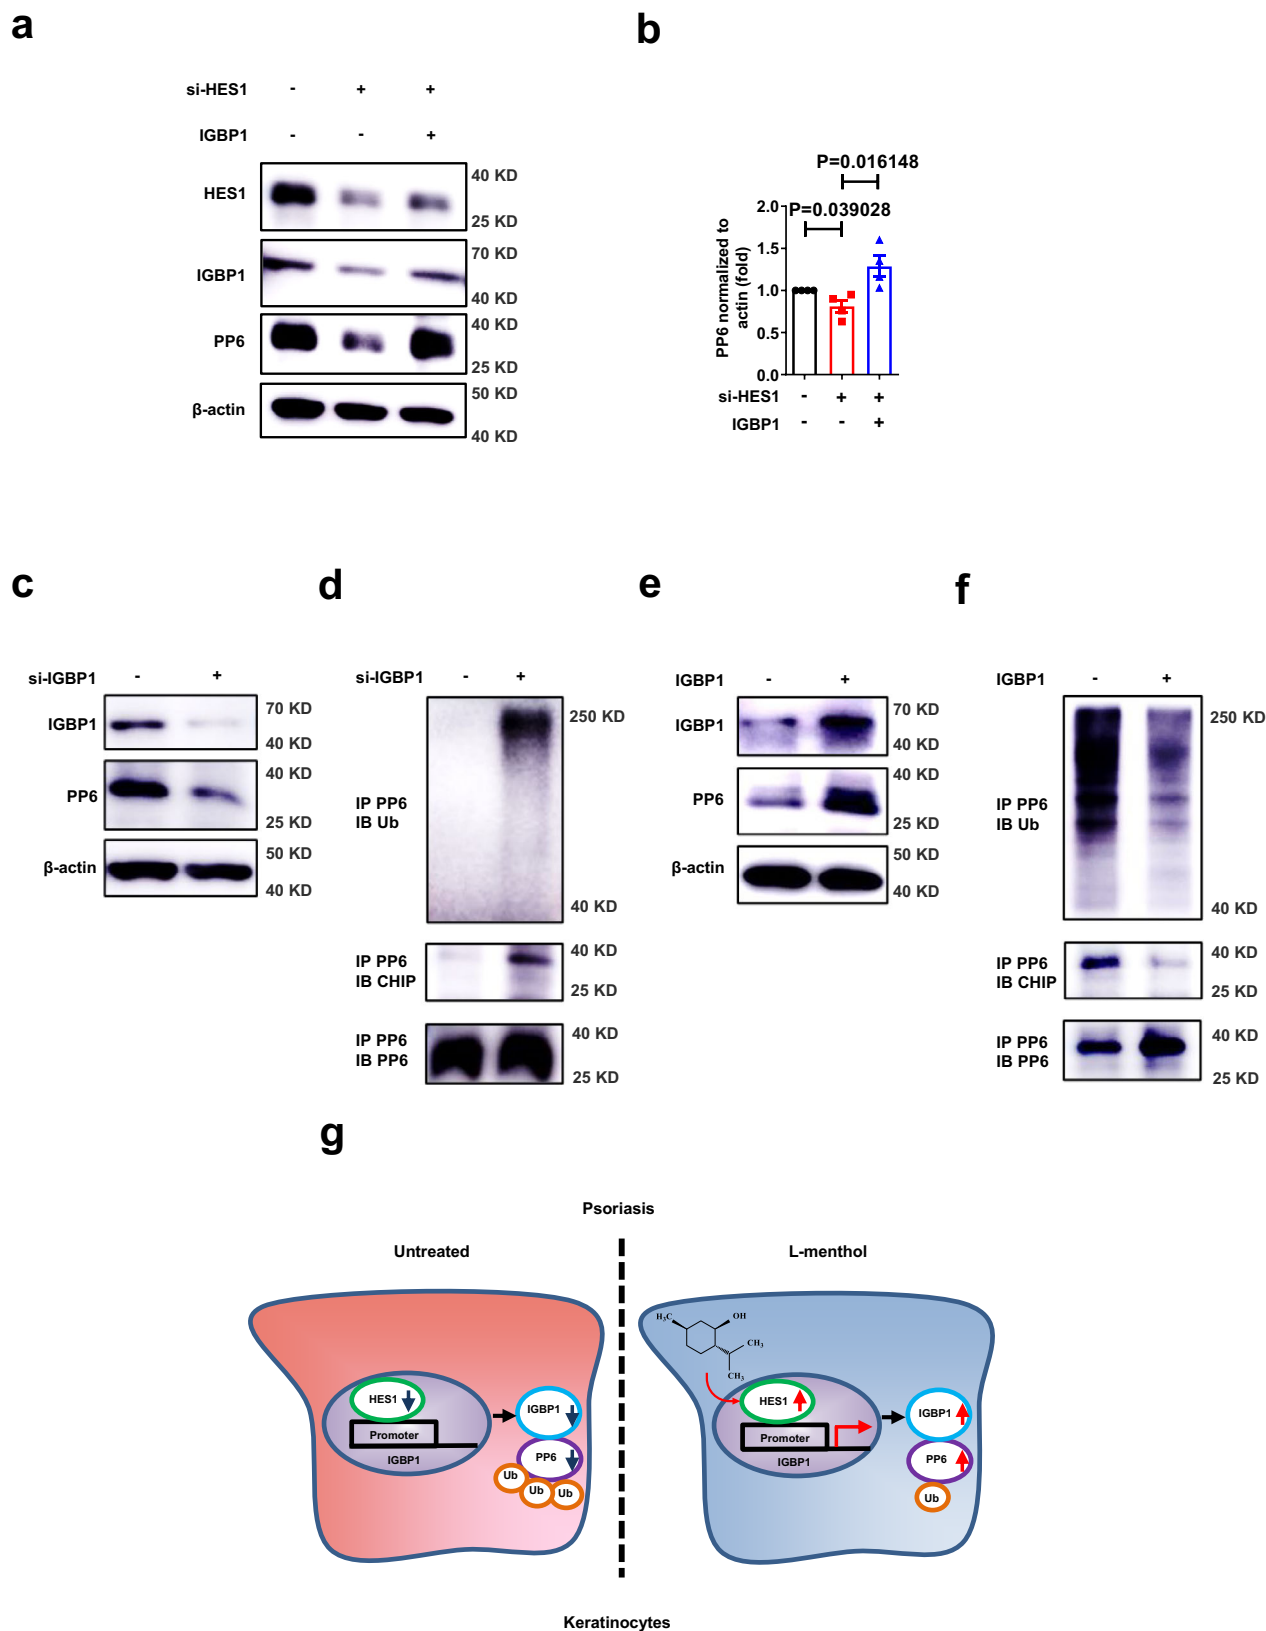 a
si-HES1 - + +
IGBP1 - - +
HES1
40 KD
25 KD
IGBP1
70 KD
40 KD
PP6
40 KD
25 KD
β-actin
50 KD
40 KD
b
P=0.016148
P=0.039028
PP6 normalized to
actin (fold)
2.0
1.5
1.0
0.5
0.0
si-HES1 - + +
IGBP1 - - +
c
si-IGBP1 - +
IGBP1
70 KD
40 KD
PP6
40 KD
25 KD
β-actin
50 KD
40 KD
d
si-IGBP1 - +
250 KD
IP PP6
IB Ub
40 KD
IP PP6
IB CHIP
40 KD
25 KD
IP PP6
IB PP6
40 KD
25 KD
e
IGBP1 - +
IGBP1
70 KD
40 KD
PP6
40 KD
25 KD
β-actin
50 KD
40 KD
f
IGBP1 - +
250 KD
IP PP6
IB Ub
40 KD
IP PP6
IB CHIP
40 KD
25 KD
IP PP6
IB PP6
40 KD
25 KD
g
Psoriasis
Untreated
HES1
Promoter
IGBP1
IGBP1
PP6
Ub
Ub
Ub
L-menthol
H₃C
OH
CH₃
CH₃
HES1
Promoter
IGBP1
IGBP1
PP6
Ub
Keratinocytes